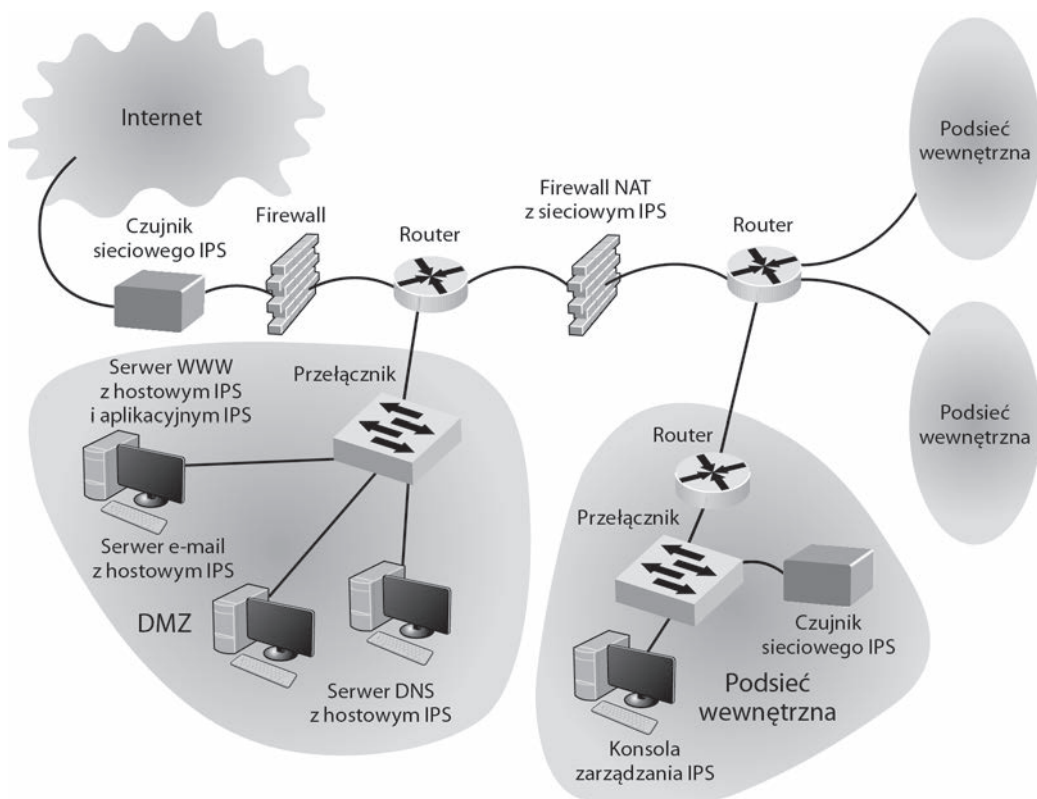 Internet
Czujnik
sieciowego IPS
Firewall
Router
Firewall NAT
z sieciowym IPS
Router
Podsieć
wewnętrzna
Podsieć
wewnętrzna
Serwer WWW
z hostowym IPS
i aplikacyjnym IPS
Przełącznik
Serwer e-mail
z hostowym IPS
DMZ
Serwer DNS
z hostowym IPS
Router
Przełącznik
Czujnik
sieciowego IPS
Podsieć
wewnętrzna
Konsola
zarządzania IPS